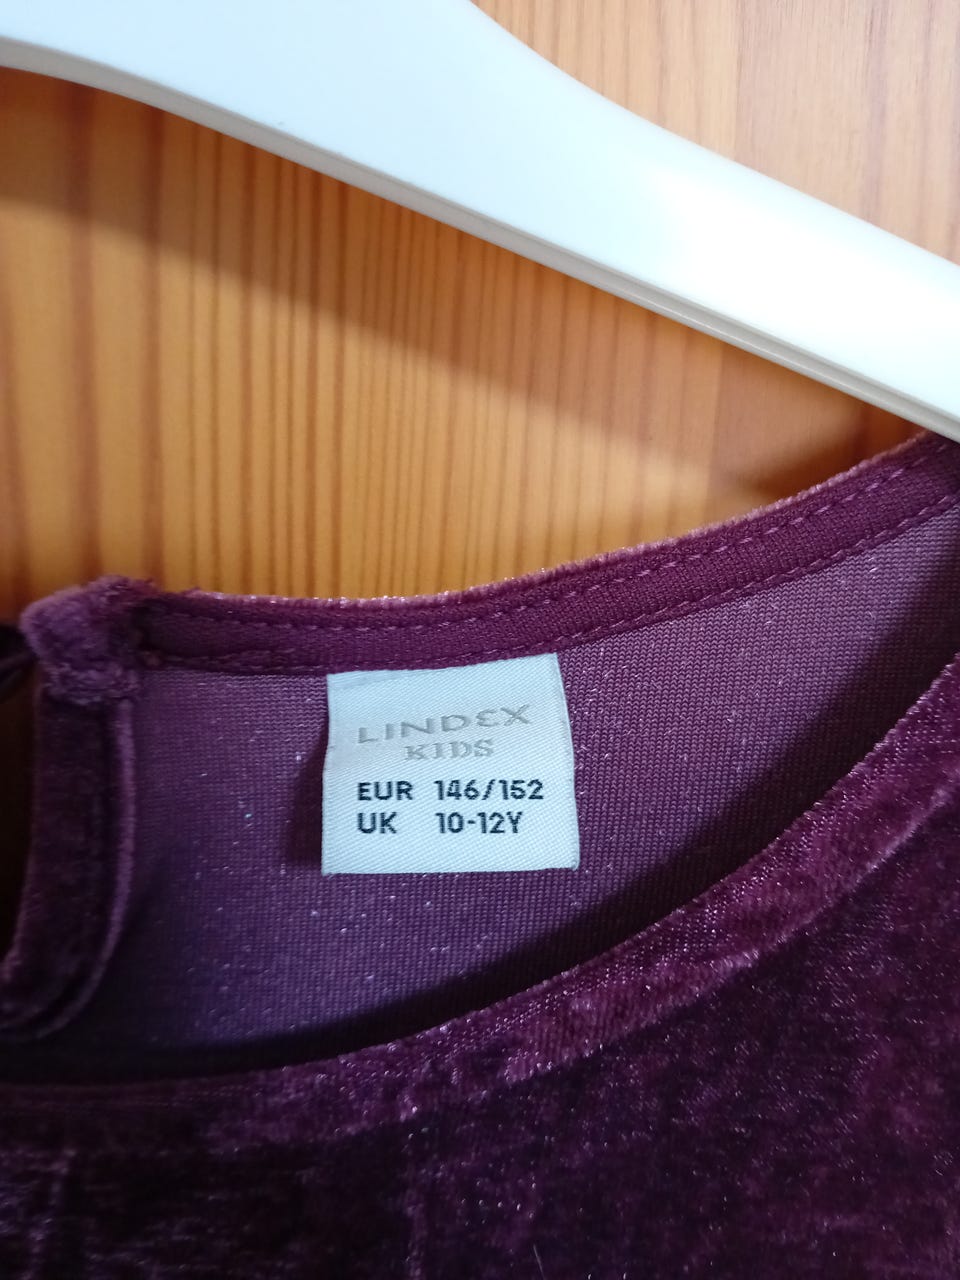 LINDEX
KIDS
EUR 146/152
UK 10-12Y